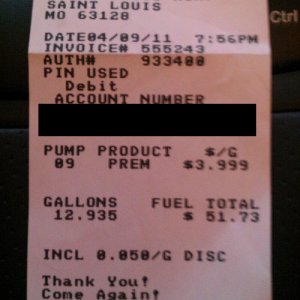 SAINT LOUIS
MO 63128
DATE04/09/11 7:56PM
INVOICE# 555243
AUTH# 933400
PIN USED
Debit
ACCOUNT NUMBER
PUMP PRODUCT $/G
09 PREM $3.999
GALLONS FUEL TOTAL
12.935 $ 51.73
INCL 0.050/G DISC
Thank You!
Come Again!
Ctrl